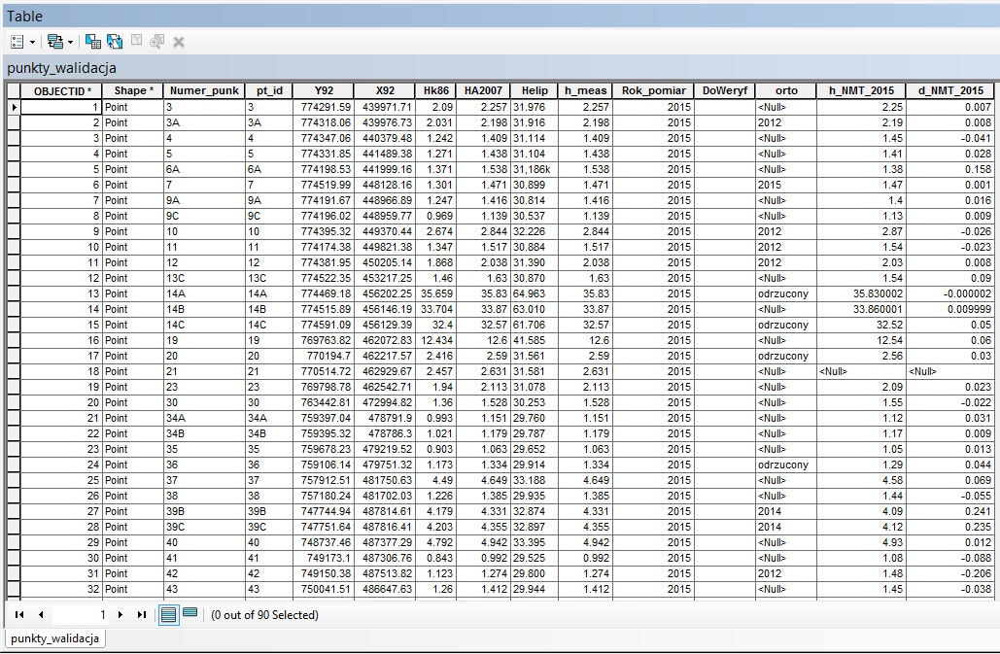 Table
punkty_walidacja
OBJECTID * Shape * Numer_punk pt_id Y92 X92 Hk86 HA2007 Helip h_meas Rok_pomiar DoWeryf orto h_NMT_2015 d_NMT_2015
1 Point 3 3 774291.59 439971.71 2.09 2.257 31.976 2.257 2015 <Null> 2.25 0.007
2 Point 3A 3A 774318.06 439976.73 2.031 2.198 31.916 2.198 2015 2012 2.19 0.008
3 Point 4 4 774347.06 440379.48 1.242 1.409 31.114 1.409 2015 <Null> 1.45 -0.041
4 Point 5 5 774331.85 441489.38 1.271 1.438 31.104 1.438 2015 <Null> 1.41 0.028
5 Point 6A 6A 774198.53 441999.16 1.371 1.538 31,186k 1.538 2015 <Null> 1.38 0.158
6 Point 7 7 774519.99 448128.16 1.301 1.471 30.899 1.471 2015 2015 1.47 0.001
7 Point 9A 9A 774191.67 448966.89 1.247 1.416 30.814 1.416 2015 <Null> 1.4 0.016
8 Point 9C 9C 774196.02 448959.77 0.969 1.139 30.537 1.139 2015 <Null> 1.13 0.009
9 Point 10 10 774395.32 449370.44 2.674 2.844 32.226 2.844 2015 2012 2.87 -0.026
10 Point 11 11 774174.38 449821.38 1.347 1.517 30.884 1.517 2015 2012 1.54 -0.023
11 Point 12 12 774381.95 450205.14 1.868 2.038 31.390 2.038 2015 2012 2.03 0.008
12 Point 13C 13C 774522.35 453217.25 1.46 1.63 30.870 1.63 2015 <Null> 1.54 0.09
13 Point 14A 14A 774469.18 456202.25 35.659 35.83 64.963 35.83 2015 odrzucony 35.830002 -0.000002
14 Point 14B 14B 774515.89 456146.19 33.704 33.87 63.010 33.87 2015 <Null> 33.860001 0.009999
15 Point 14C 14C 774591.09 456129.39 32.4 32.57 61.706 32.57 2015 odrzucony 32.52 0.05
16 Point 19 19 769763.82 462072.83 12.434 12.6 41.585 12.6 2015 <Null> 12.54 0.06
17 Point 20 20 770194.7 462217.57 2.416 2.59 31.561 2.59 2015 odrzucony 2.56 0.03
18 Point 21 21 770514.72 462929.67 2.457 2.631 31.581 2.631 2015 <Null> <Null> <Null>
19 Point 23 23 769798.78 462542.71 1.94 2.113 31.078 2.113 2015 <Null> 2.09 0.023
20 Point 30 30 763442.81 472994.82 1.36 1.528 30.253 1.528 2015 <Null> 1.55 -0.022
21 Point 34A 34A 759397.04 478791.9 0.993 1.151 29.760 1.151 2015 <Null> 1.12 0.031
22 Point 34B 34B 759395.32 478786.3 1.021 1.179 29.787 1.179 2015 <Null> 1.17 0.009
23 Point 35 35 759678.23 479219.52 0.903 1.063 29.652 1.063 2015 <Null> 1.05 0.013
24 Point 36 36 759106.14 479751.32 1.173 1.334 29.914 1.334 2015 odrzucony 1.29 0.044
25 Point 37 37 757912.51 481750.63 4.49 4.649 33.188 4.649 2015 <Null> 4.58 0.069
26 Point 38 38 757180.24 481702.03 1.226 1.385 29.935 1.385 2015 <Null> 1.44 -0.055
27 Point 39B 39B 747744.94 487814.61 4.179 4.331 32.874 4.331 2015 2014 4.09 0.241
28 Point 39C 39C 747751.64 487816.41 4.203 4.355 32.897 4.355 2015 2014 4.12 0.235
29 Point 40 40 748737.46 487377.29 4.792 4.942 33.395 4.942 2015 <Null> 4.93 0.012
30 Point 41 41 749173.1 487306.76 0.843 0.992 29.525 0.992 2015 <Null> 1.08 -0.088
31 Point 42 42 749150.38 487513.82 1.123 1.274 29.800 1.274 2015 2012 1.48 -0.206
32 Point 43 43 750041.51 486647.63 1.26 1.412 29.944 1.412 2015 <Null> 1.45 -0.038
1 (0 out of 90 Selected)
punkty_walidacja